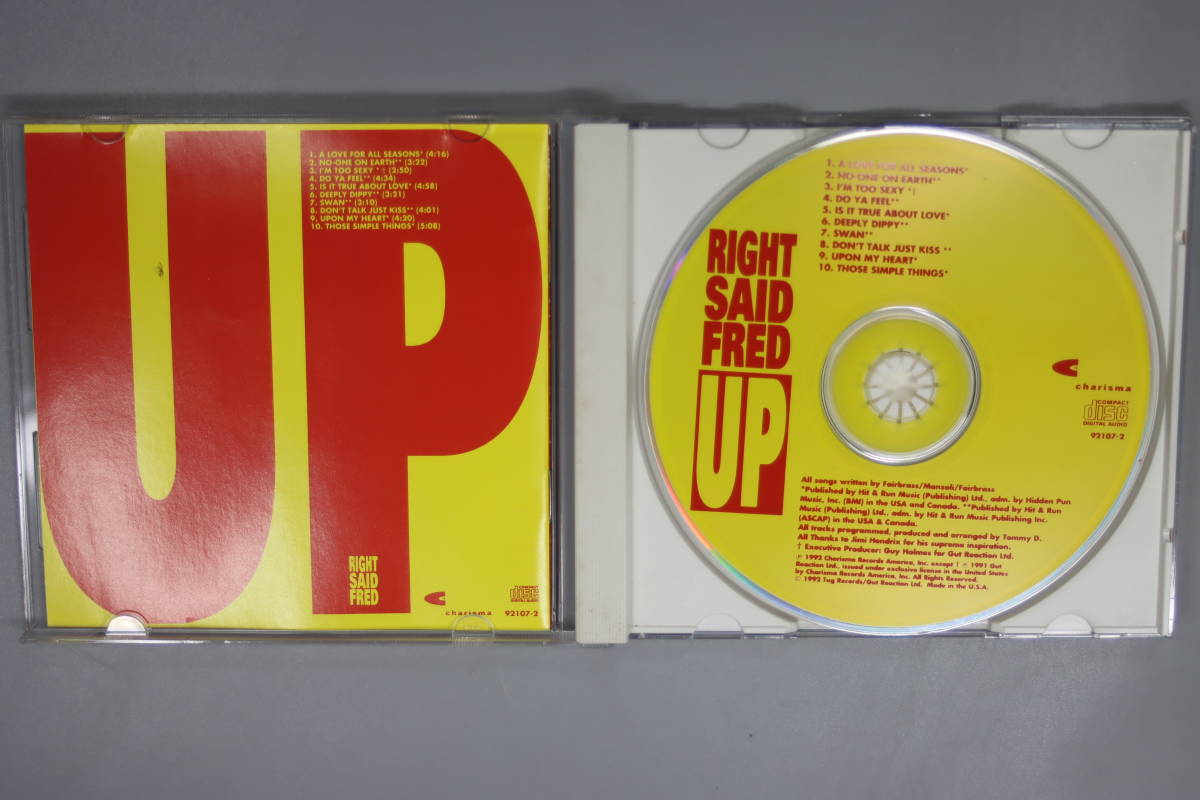 UP
1. A LOVE FOR ALL SEASONS* (4:16)
2. NO-ONE ON EARTH** (3:22)
3. I'M TOO SEXY *† (2:50)
4. DO YA FEEL** (4:34)
5. IS IT TRUE ABOUT LOVE* (4:58)
6. DEEPLY DIPPY** (3:21)
7. SWAN** (3:10)
8. DON'T TALK JUST KISS** (4:01)
9. UPON MY HEART* (4:20)
10. THOSE SIMPLE THINGS* (5:08)
RIGHT
SAID
FRED
charisma
COMPACT
disc
DIGITAL AUDIO
92107-2
1. A LOVE FOR ALL SEASONS*
2. NO-ONE ON EARTH**
3. I'M TOO SEXY *†
4. DO YA FEEL**
5. IS IT TRUE ABOUT LOVE*
6. DEEPLY DIPPY**
7. SWAN**
8. DON'T TALK JUST KISS **
9. UPON MY HEART*
10. THOSE SIMPLE THINGS*
RIGHT
SAID
FRED
UP
charisma
COMPACT
disc
DIGITAL AUDIO
92107-2
All songs written by Fairbrass/Manzoli/Fairbrass
*Published by Hit & Run Music (Publishing) Ltd., adm. by Hidden Pun
Music, Inc. (BMI) in the USA and Canada. **Published by Hit & Run
Music (Publishing) Ltd., adm. by Hit & Run Music Publishing Inc.
(ASCAP) in the USA & Canada.
All tracks programmed, produced and arranged by Tommy D.
All Thanks to Jimi Hendrix for his supreme inspiration.
† Executive Producer: Guy Holmes for Gut Reaction Ltd.
℗ 1992 Charisma Records America, Inc. except † ℗ 1991 Gut
Reaction Ltd., issued under exclusive license in the United States
by Charisma Records America, Inc. All Rights Reserved.
© 1992 Tug Records/Gut Reaction Ltd. Made in U.S.A.